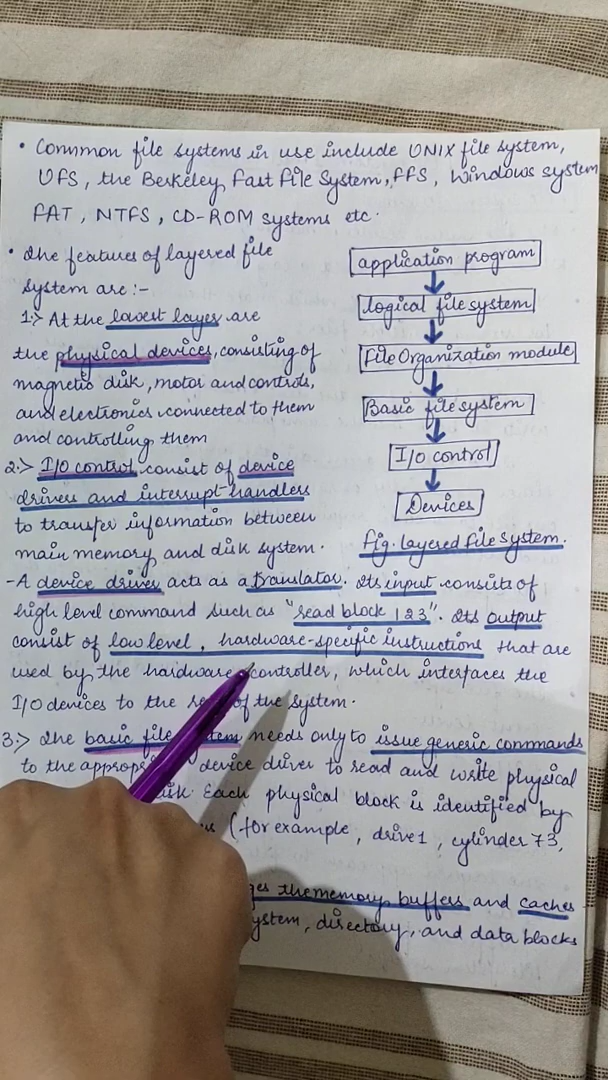 • Common file systems in use include UNIX file system,
UFS, the Berkeley Fast File System, FFS, Windows system
FAT, NTFS, CD-ROM systems etc.
• The features of layered file
system are :-
1.> At the lowest layer are
the physical devices, consisting of
magnetic disk, motor and controls,
and electronics connected to them
and controlling them
2.> I/O control consist of device
drivers and interrupt handlers
to transfer information between
main memory and disk system.
application program
Logical file system
File Organization module
Basic file system
I/O control
Devices
fig. layered file system.
- A device driver acts as a translator. Its input consists of
high level command such as "read block 123". Its output
consist of low level, hardware-specific instructions that are
used by the hardware controller, which interfaces the
I/O devices to the of the system.
3.> The basic file needs only to issue generic commands
to the device driver to read and write physical
Each physical block is identified by
(for example, drive1, cylinder 73,
the memory buffers and caches
directory, and data blocks